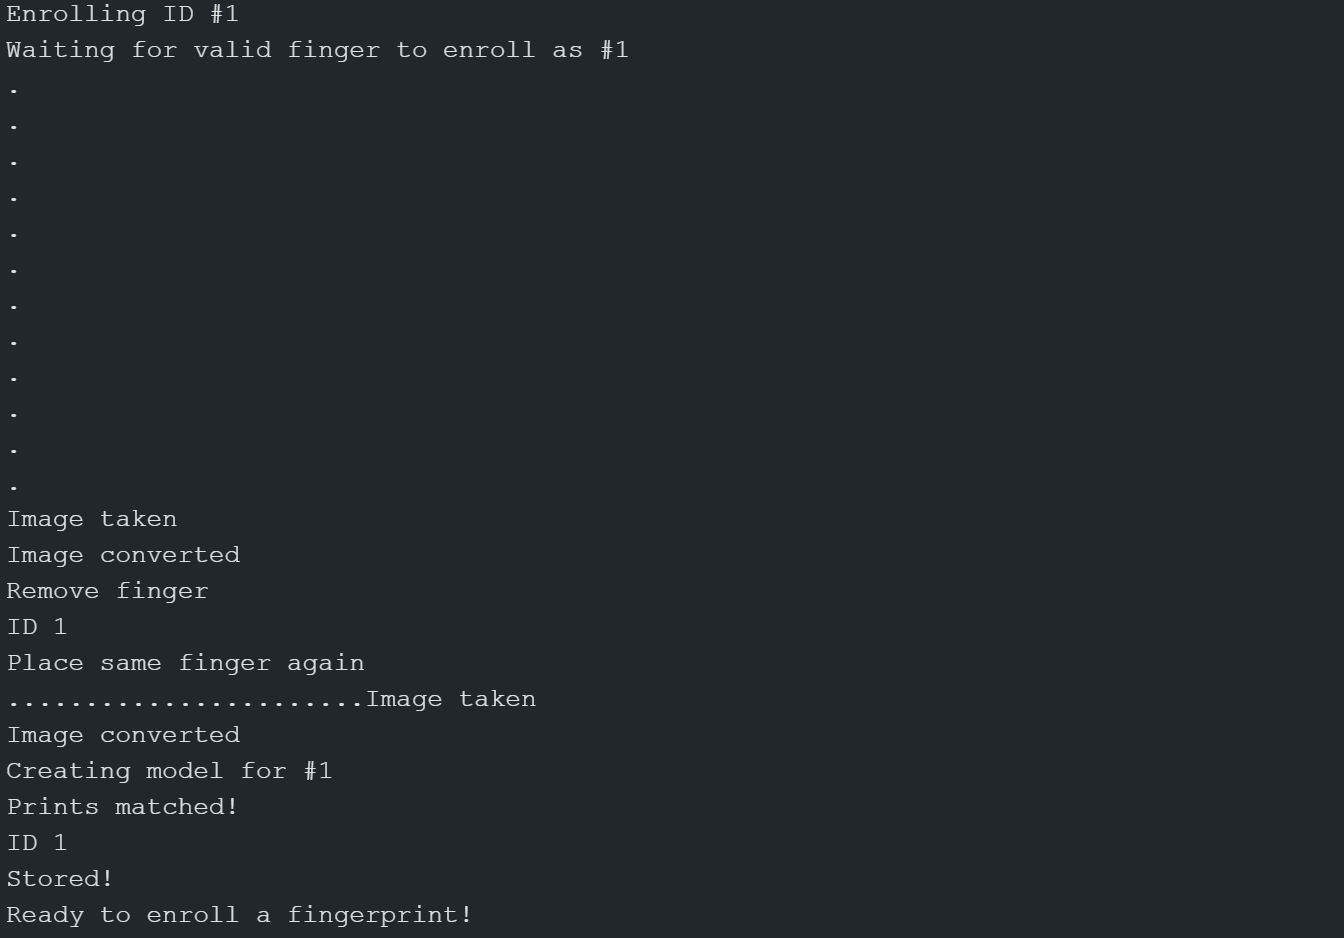 Enrolling ID #1
Waiting for valid finger to enroll as #1
.
.
.
.
.
.
.
.
.
.
.
.
Image taken
Image converted
Remove finger
ID 1
Place same finger again
.......................Image taken
Image converted
Creating model for #1
Prints matched!
ID 1
Stored!
Ready to enroll a fingerprint!